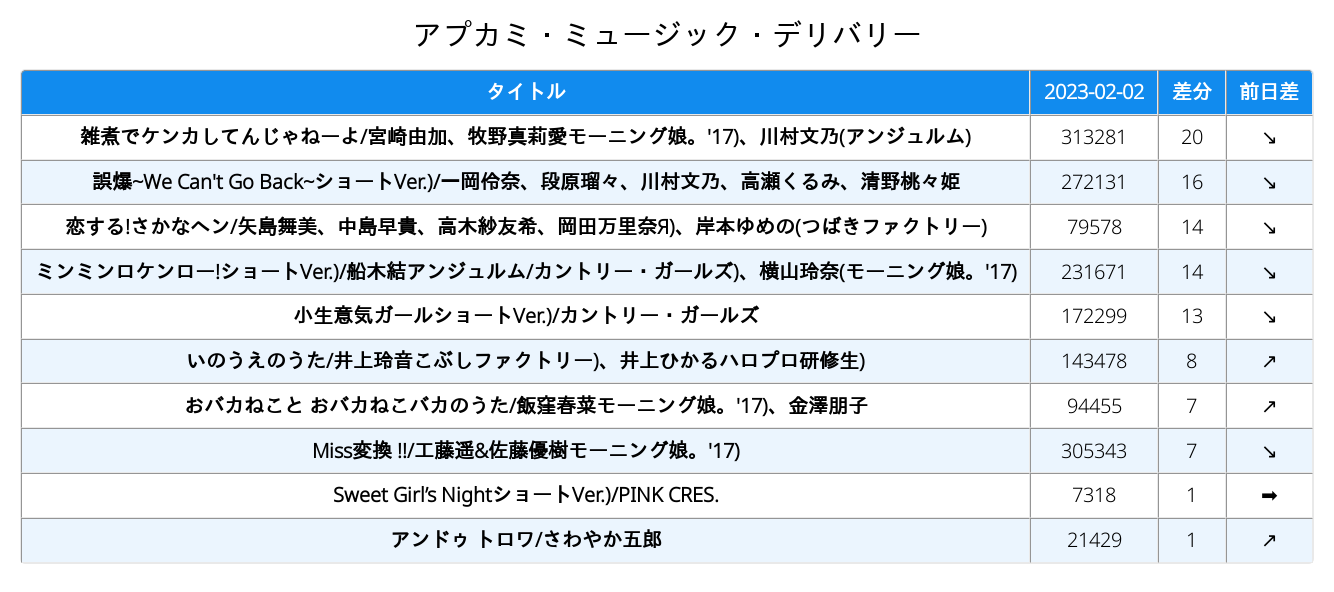 アプカミ・ミュージック・デリバリー
タイトル 2023-02-02 差分 前日差
雑煮でケンカしてんじゃねーよ/宮崎由加、牧野真莉愛モーニング娘。'17)、川村文乃(アンジュルム) 313281 20 ↘
誤爆~We Can't Go Back~ショートVer.)/一岡伶奈、段原瑠々、川村文乃、高瀬くるみ、清野桃々姫 272131 16 ↘
恋する!さかなヘン/矢島舞美、中島早貴、高木紗友希、岡田万里奈Я)、岸本ゆめの(つばきファクトリー) 79578 14 ↘
ミンミンロケンロー!ショートVer.)/船木結アンジュルム/カントリー・ガールズ)、横山玲奈(モーニング娘。'17) 231671 14 ↘
小生意気ガールショートVer.)/カントリー・ガールズ 172299 13 ↘
いのうえのうた/井上玲音こぶしファクトリー)、井上ひかるハロプロ研修生) 143478 8 ↗
おバカねこと おバカねこバカのうた/飯窪春菜モーニング娘。'17)、金澤朋子 94455 7 ↗
Miss変換 !!/工藤遥&佐藤優樹モーニング娘。'17) 305343 7 ↘
Sweet Girl’s NightショートVer.)/PINK CRES. 7318 1 ➡
アンドゥ トロワ/さわやか五郎 21429 1 ↗